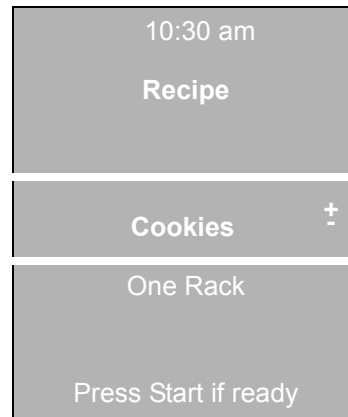 10:30 am
Recipe
+
Cookies
-
One Rack
Press Start if ready